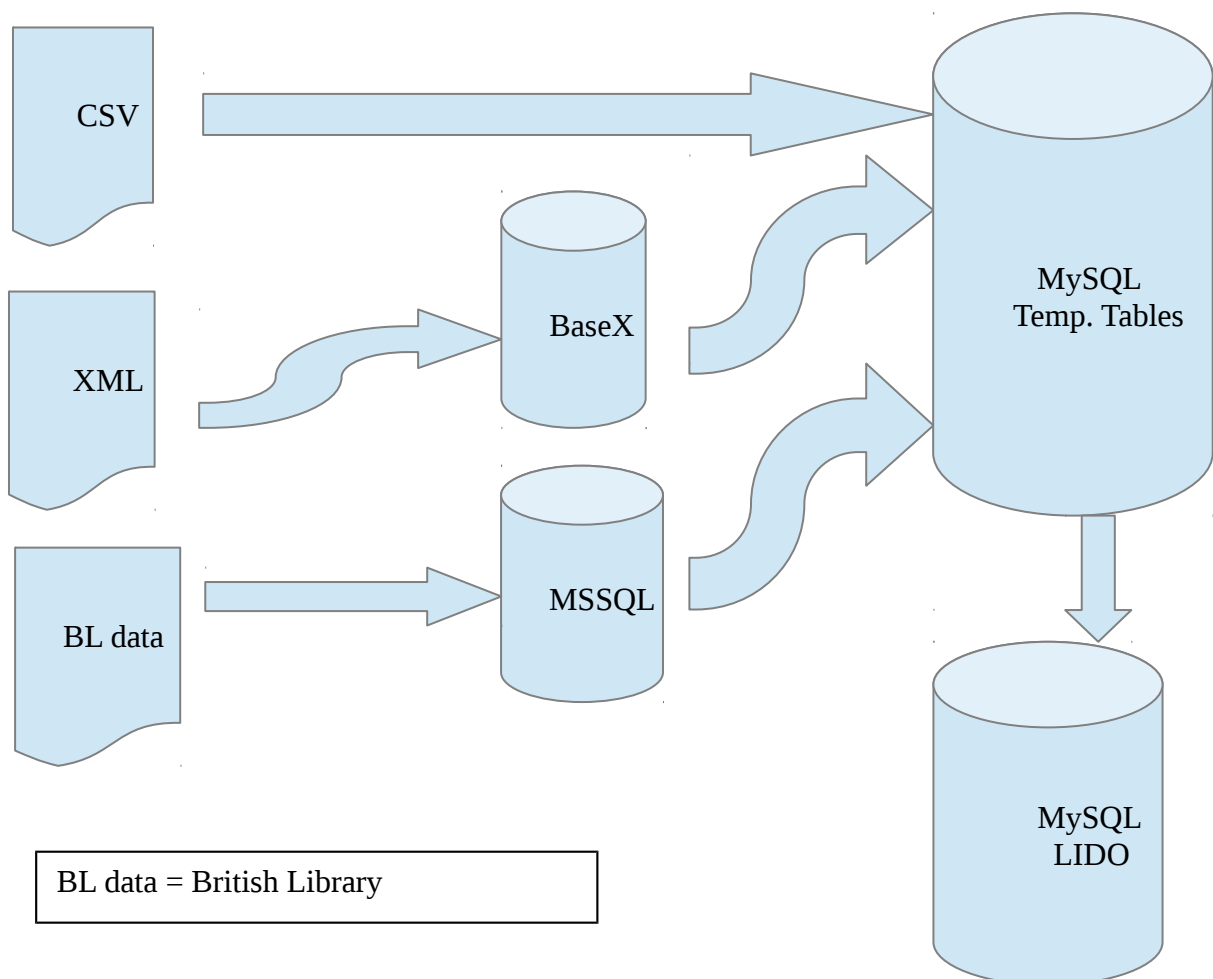 CSV
XML
BL data
BaseX
MSSQL
MySQL
Temp. Tables
MySQL
LIDO
BL data = British Library